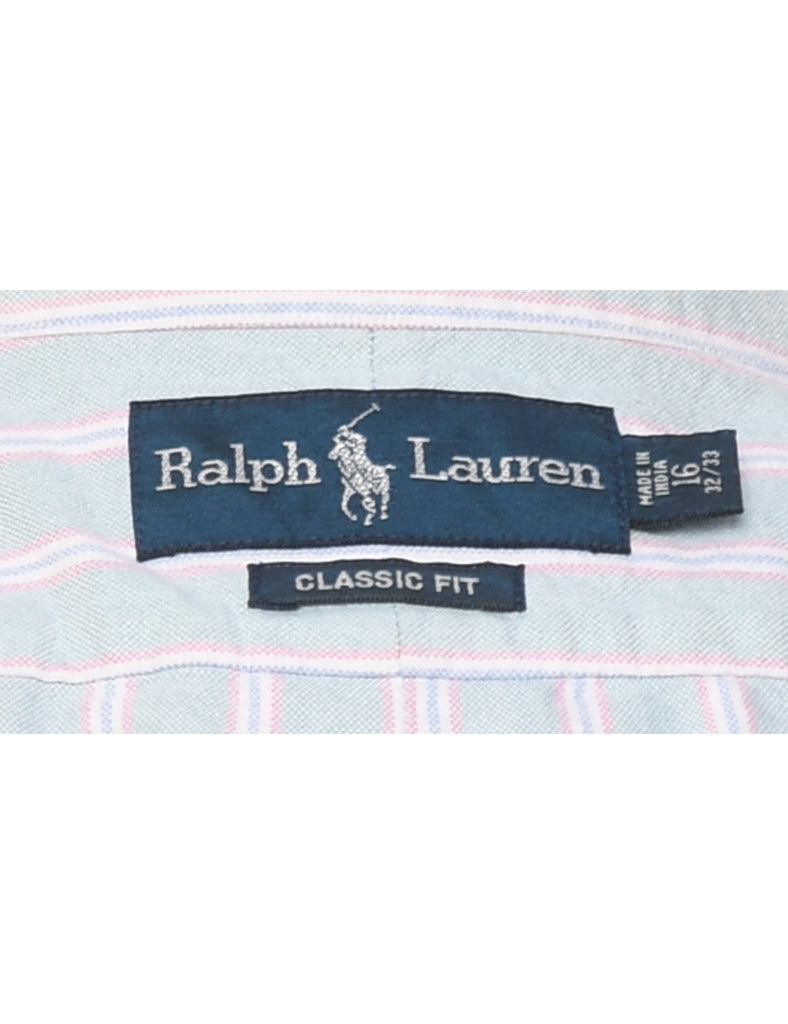 Ralph Lauren
CLASSIC FIT
MADE IN
INDIA
16
32/33